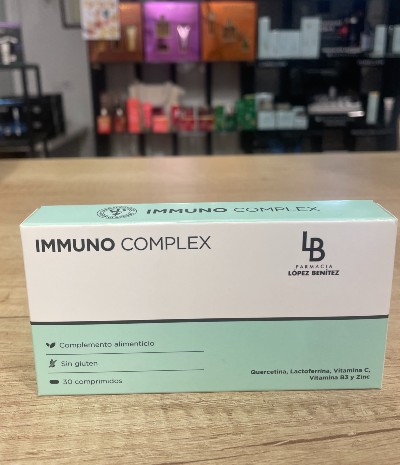 IMMUNO COMPLEX
IMMUNO COMPLEX
LB
FARMACIA
LÓPEZ BENÍTEZ
Complemento alimenticio
Sin gluten
30 comprimidos
Quercetina, Lactoferrina, Vitamina C,
Vitamina B3 y Zinc